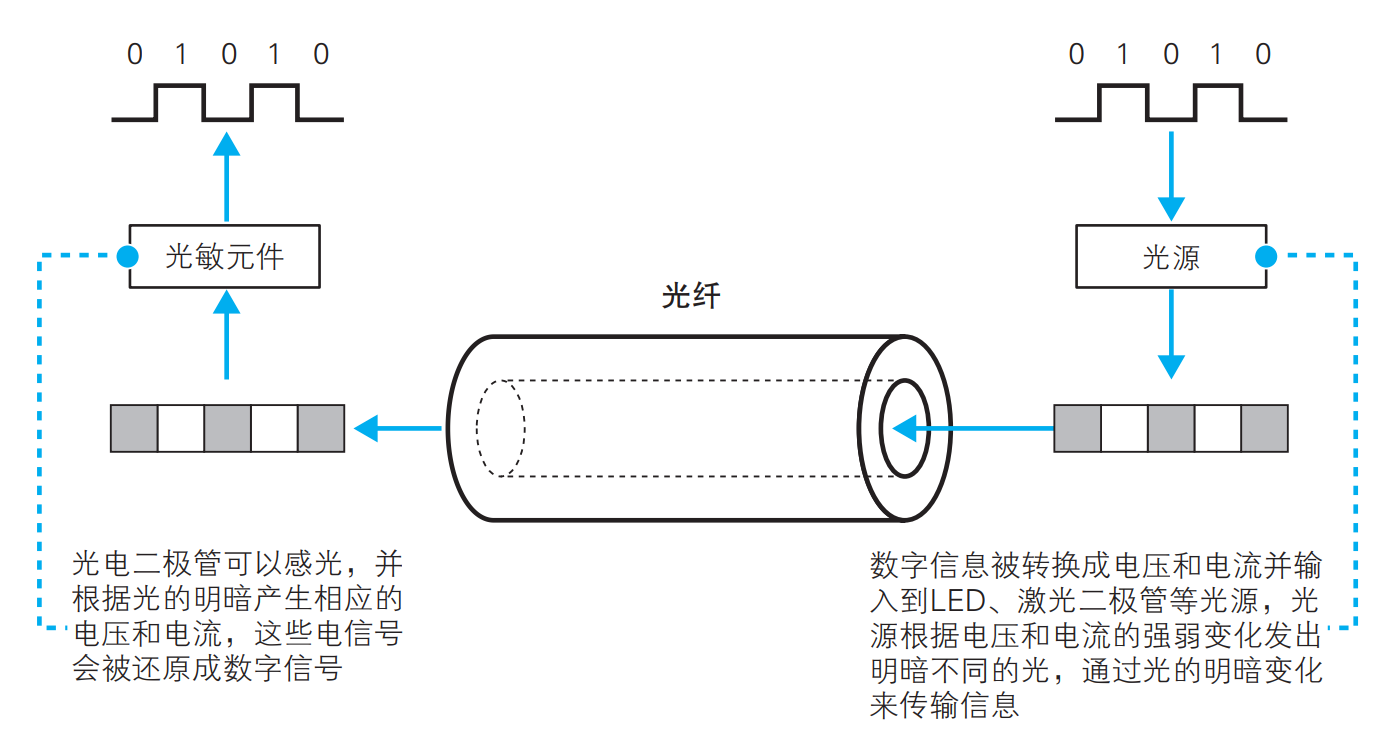 0 1 0 1 0
0 1 0 1 0
光敏元件
光源
光纤
光电二极管可以感光，并
根据光的明暗产生相应的
电压和电流，这些电信号
会被还原成数字信号
数字信息被转换成电压和电流并输
入到LED、激光二极管等光源，光
源根据电压和电流的强弱变化发出
明暗不同的光，通过光的明暗变化
来传输信息